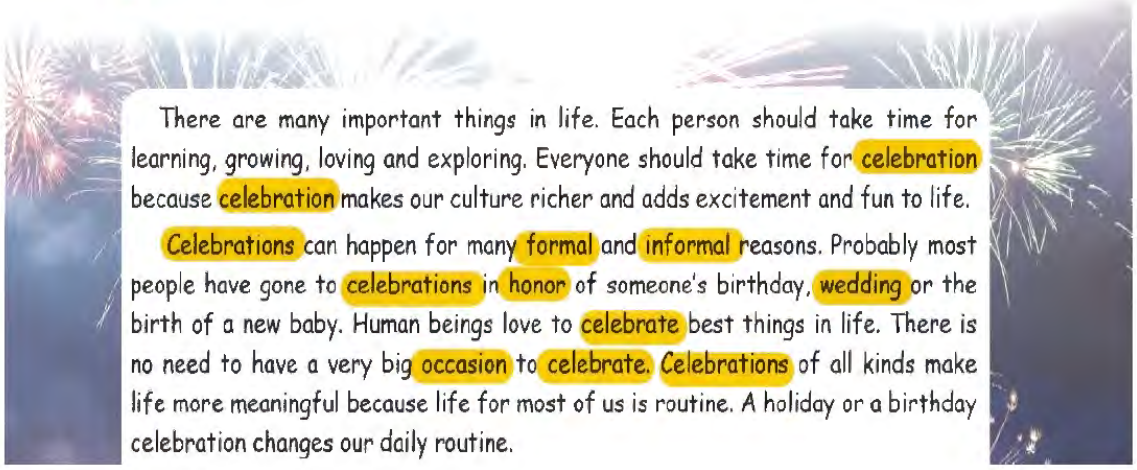 There are many important things in life. Each person should take time for
learning, growing, loving and exploring. Everyone should take time for celebration
because celebration makes our culture richer and adds excitement and fun to life.
Celebrations can happen for many formal and informal reasons. Probably most
people have gone to celebrations in honor of someone's birthday, wedding or the
birth of a new baby. Human beings love to celebrate best things in life. There is
no need to have a very big occasion to celebrate. Celebrations of all kinds make
life more meaningful because life for most of us is routine. A holiday or a birthday
celebration changes our daily routine.